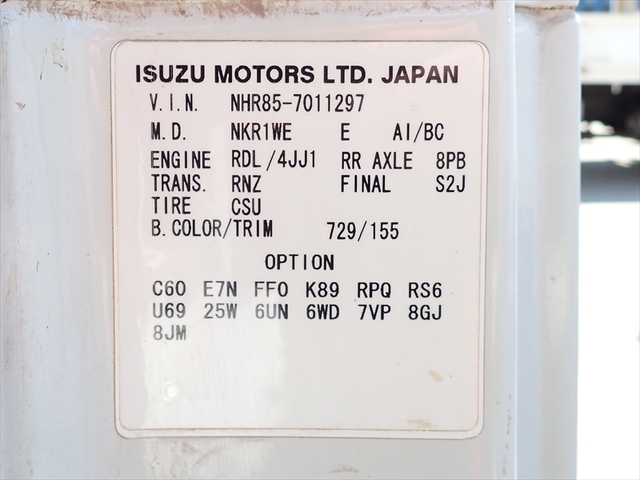 ISUZU MOTORS LTD. JAPAN
V.I.N. NHR85-7011297
M.D. NKR1WE E AI/BC
ENGINE RDL/4JJ1 RR AXLE 8PB
TRANS. RNZ FINAL S2J
TIRE CSU
B.COLOR/TRIM 729/155
OPTION
C60 E7N FF0 K89 RPQ RS6
U69 25W 6UN 6WD 7VP 8GJ
8JM